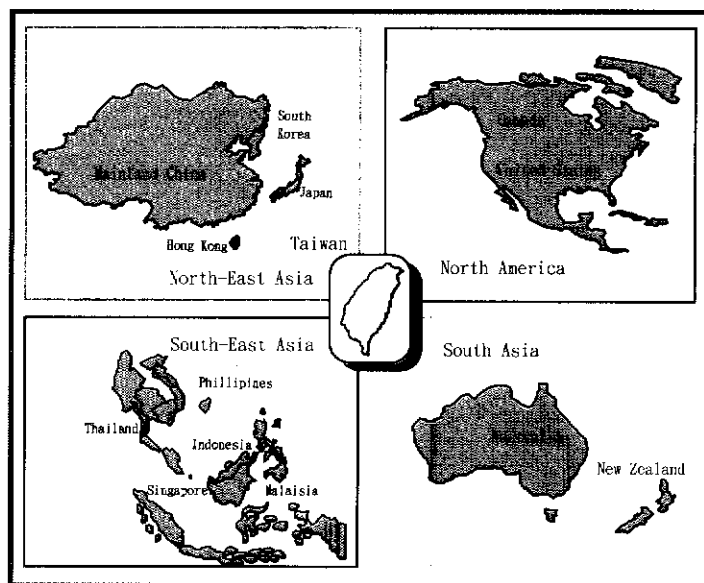 South
Korea
Mainland China
Japan
Hong Kong
Taiwan
North-East Asia
Canada
United States
North America
South-East Asia
Phillipines
Thailand
Indonesia
Singapore
Malaisia
South Asia
Australia
New Zealand